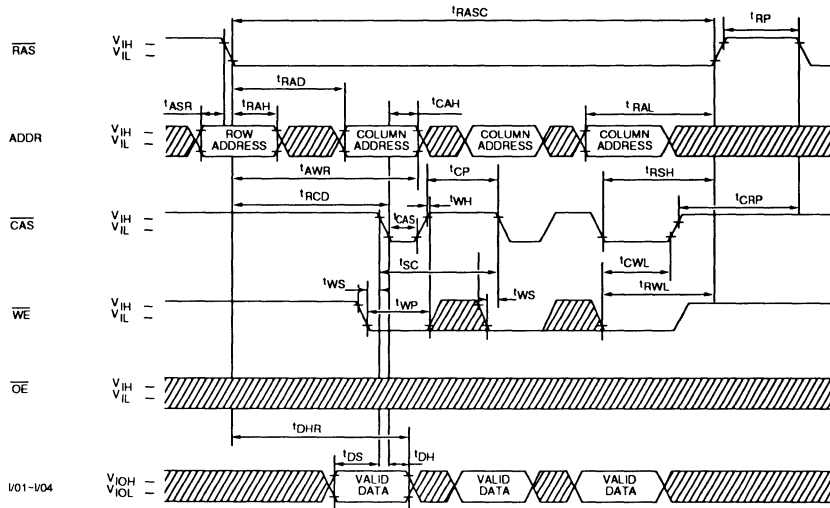 tRASC
tRP
RAS
VIH
VIL
tRAD
tASR
tRAH
tCAH
tRAL
ADDR
VIH
VIL
ROW ADDRESS
COLUMN ADDRESS
COLUMN ADDRESS
COLUMN ADDRESS
tAWR
tCP
tRSH
tRCD
tWH
tCRP
CAS
VIH
VIL
tCAS
tSC
tCWL
tWS
tWP
tWS
tRWL
WE
VIH
VIL
OE
VIH
VIL
tDHR
tDS
tDH
I/01~I/04
VIOH
VIOL
VALID DATA
VALID DATA
VALID DATA